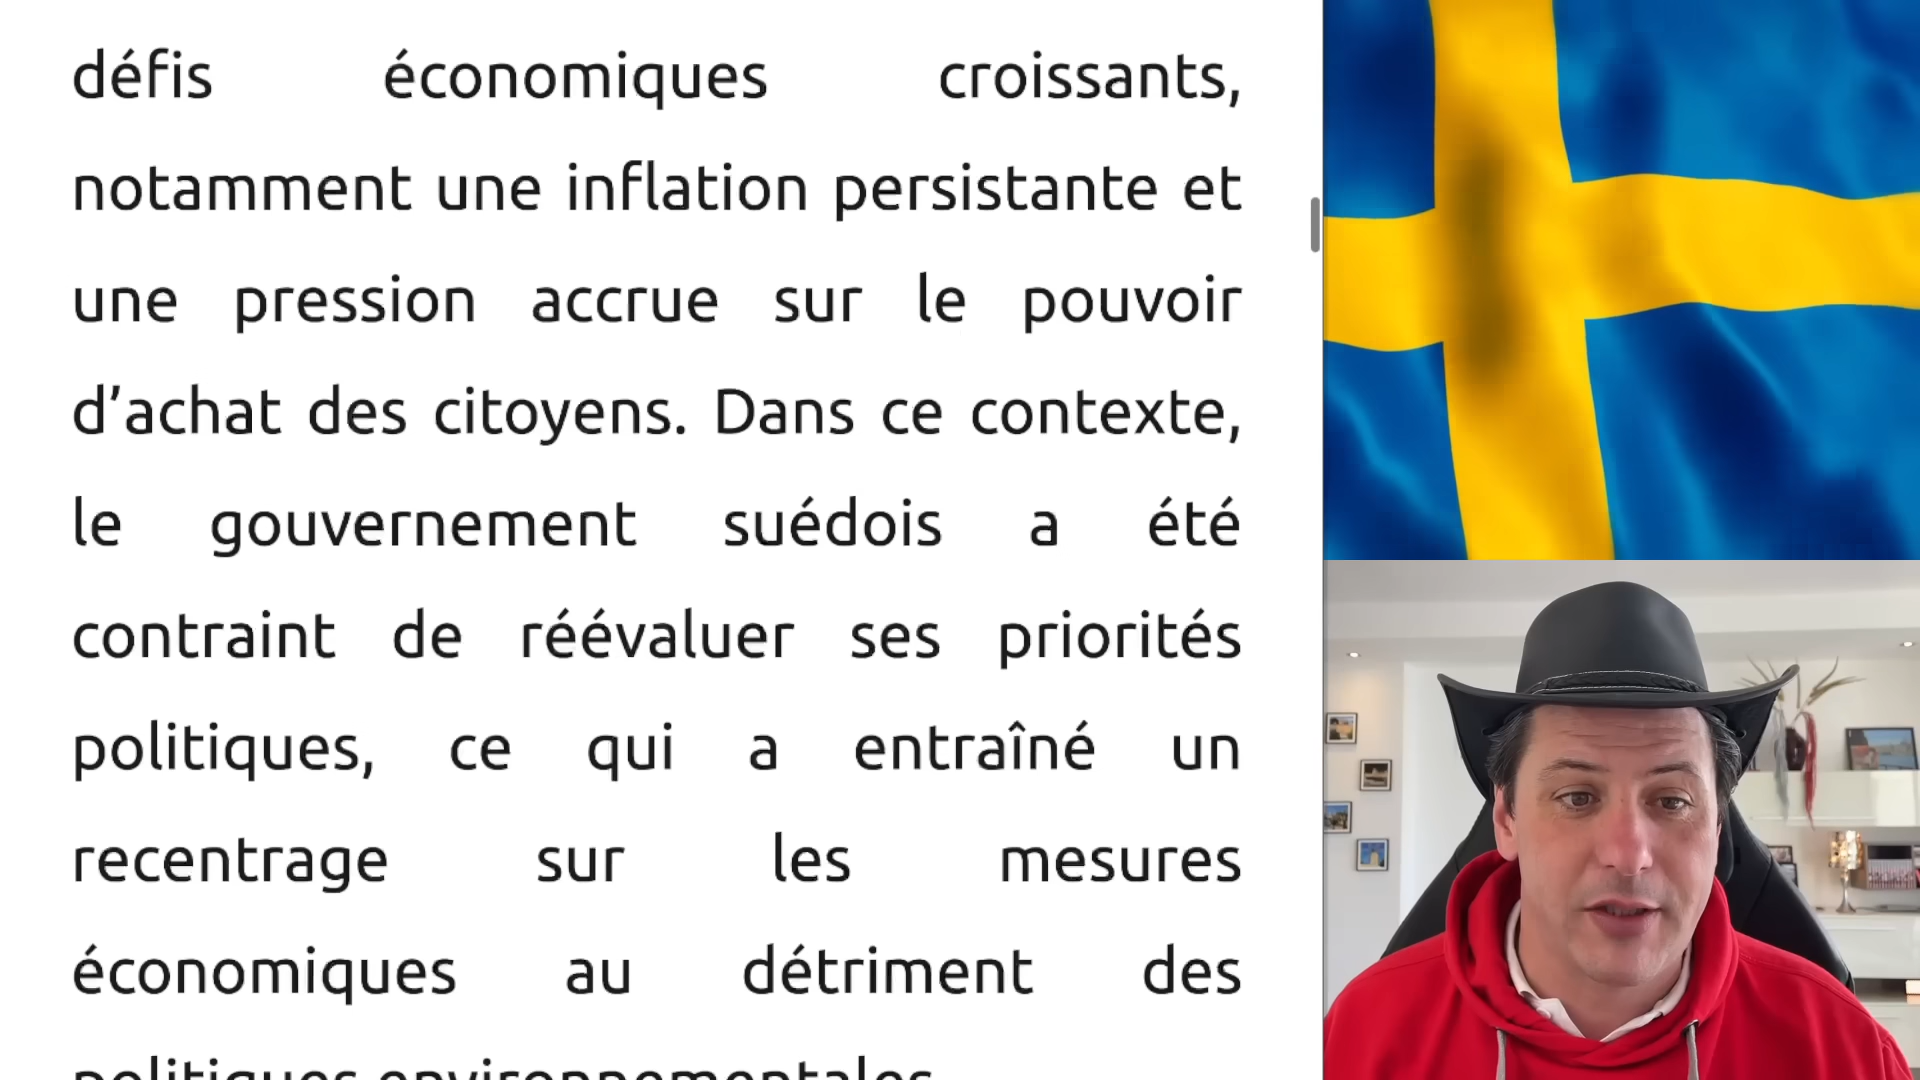 défis économiques croissants,
notamment une inflation persistante et
une pression accrue sur le pouvoir
d’achat des citoyens. Dans ce contexte,
le gouvernement suédois a été
contraint de réévaluer ses priorités
politiques, ce qui a entraîné un
recentrage sur les mesures
économiques au détriment des
politiques environnementales.